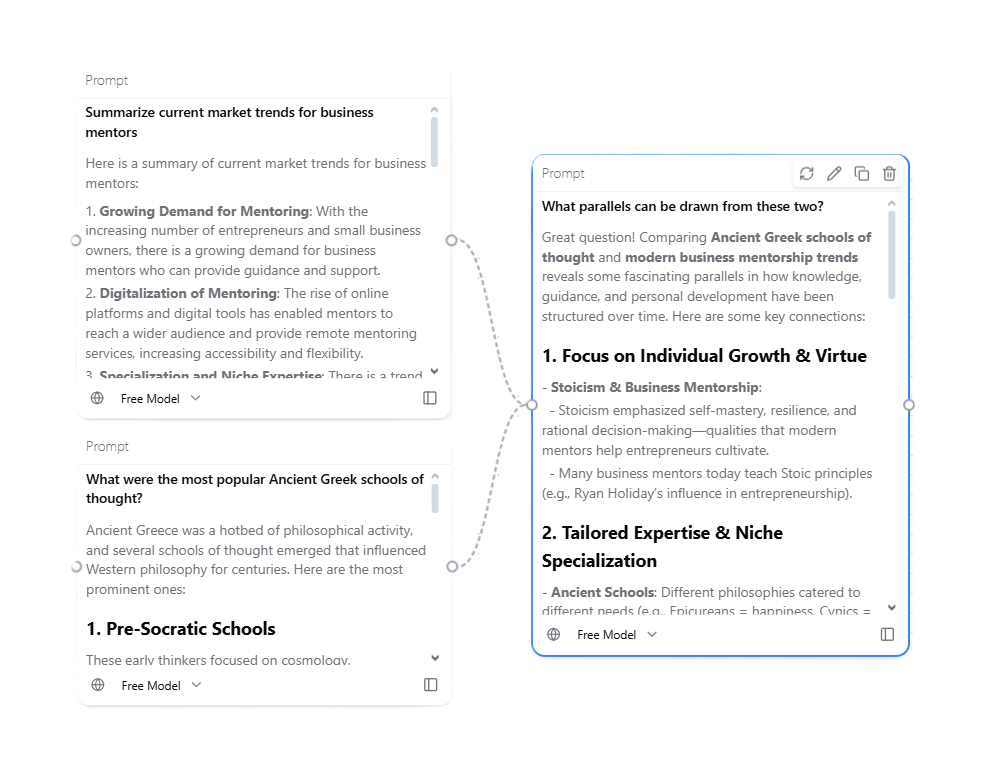 Prompt
Summarize current market trends for business
mentors
Here is a summary of current market trends for business
mentors:
1. Growing Demand for Mentoring: With the
increasing number of entrepreneurs and small business
owners, there is a growing demand for business
mentors who can provide guidance and support.
2. Digitalization of Mentoring: The rise of online
platforms and digital tools has enabled mentors to
reach a wider audience and provide remote mentoring
services, increasing accessibility and flexibility.
3. Specialization and Niche Expertise: There is a trend
Free Model
Prompt
What were the most popular Ancient Greek schools of
thought?
Ancient Greece was a hotbed of philosophical activity,
and several schools of thought emerged that influenced
Western philosophy for centuries. Here are the most
prominent ones:
1. Pre-Socratic Schools
These early thinkers focused on cosmology,
Free Model
Prompt
What parallels can be drawn from these two?
Great question! Comparing Ancient Greek schools of
thought and modern business mentorship trends
reveals some fascinating parallels in how knowledge,
guidance, and personal development have been
structured over time. Here are some key connections:
1. Focus on Individual Growth & Virtue
- Stoicism & Business Mentorship:
- Stoicism emphasized self-mastery, resilience, and
rational decision-making—qualities that modern
mentors help entrepreneurs cultivate.
- Many business mentors today teach Stoic principles
(e.g., Ryan Holiday's influence in entrepreneurship).
2. Tailored Expertise & Niche
Specialization
- Ancient Schools: Different philosophies catered to
different needs (e.g., Epicureans = happiness, Cynics =
Free Model